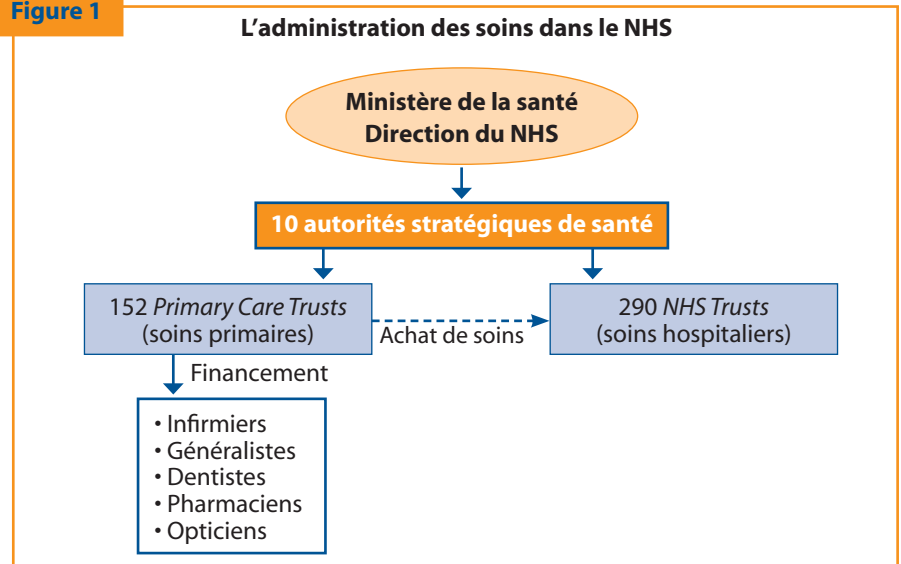 Figure 1
L'administration des soins dans le NHS
Ministère de la santé
Direction du NHS
10 autorités stratégiques de santé
152 Primary Care Trusts
(soins primaires)
Achat de soins
290 NHS Trusts
(soins hospitaliers)
Financement
• Infirmiers
• Généralistes
• Dentistes
• Pharmaciens
• Opticiens